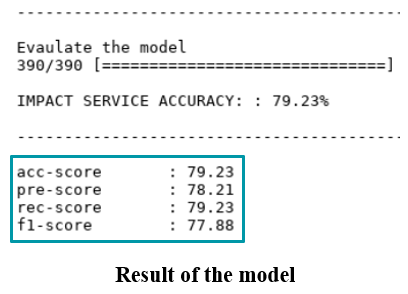 ----------------------------------------
Evaulate the model
390/390 [==============================]
IMPACT SERVICE ACCURACY: : 79.23%
----------------------------------------
acc-score : 79.23
pre-score : 78.21
rec-score : 79.23
f1-score : 77.88
Result of the model